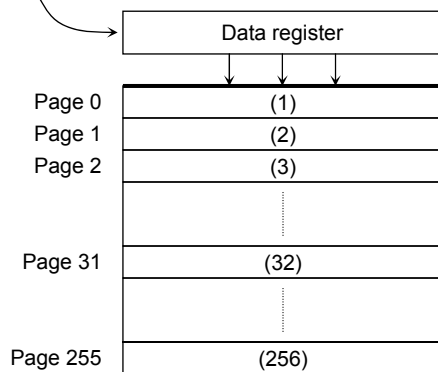 Data register
Page 0 (1)
Page 1 (2)
Page 2 (3)
Page 31 (32)
Page 255 (256)